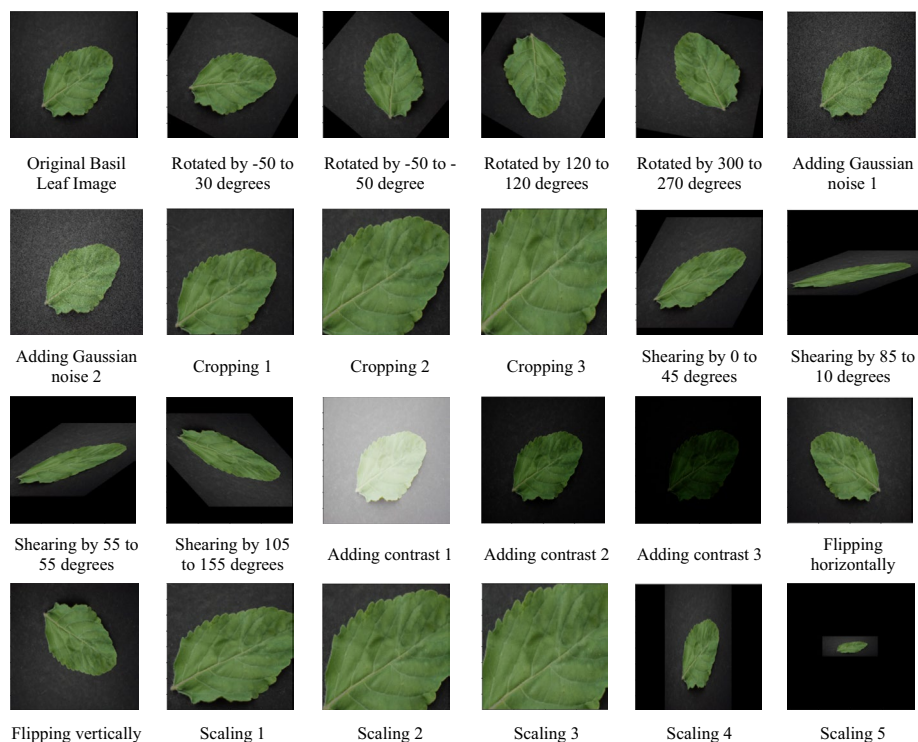 Original Basil
Leaf Image
Rotated by -50 to
30 degrees
Rotated by -50 to -
50 degree
Rotated by 120 to
120 degrees
Rotated by 300 to
270 degrees
Adding Gaussian
noise 1
Adding Gaussian
noise 2
Cropping 1
Cropping 2
Cropping 3
Shearing by 0 to
45 degrees
Shearing by 85 to
10 degrees
Shearing by 55 to
55 degrees
Shearing by 105
to 155 degrees
Adding contrast 1
Adding contrast 2
Adding contrast 3
Flipping
horizontally
Flipping vertically
Scaling 1
Scaling 2
Scaling 3
Scaling 4
Scaling 5